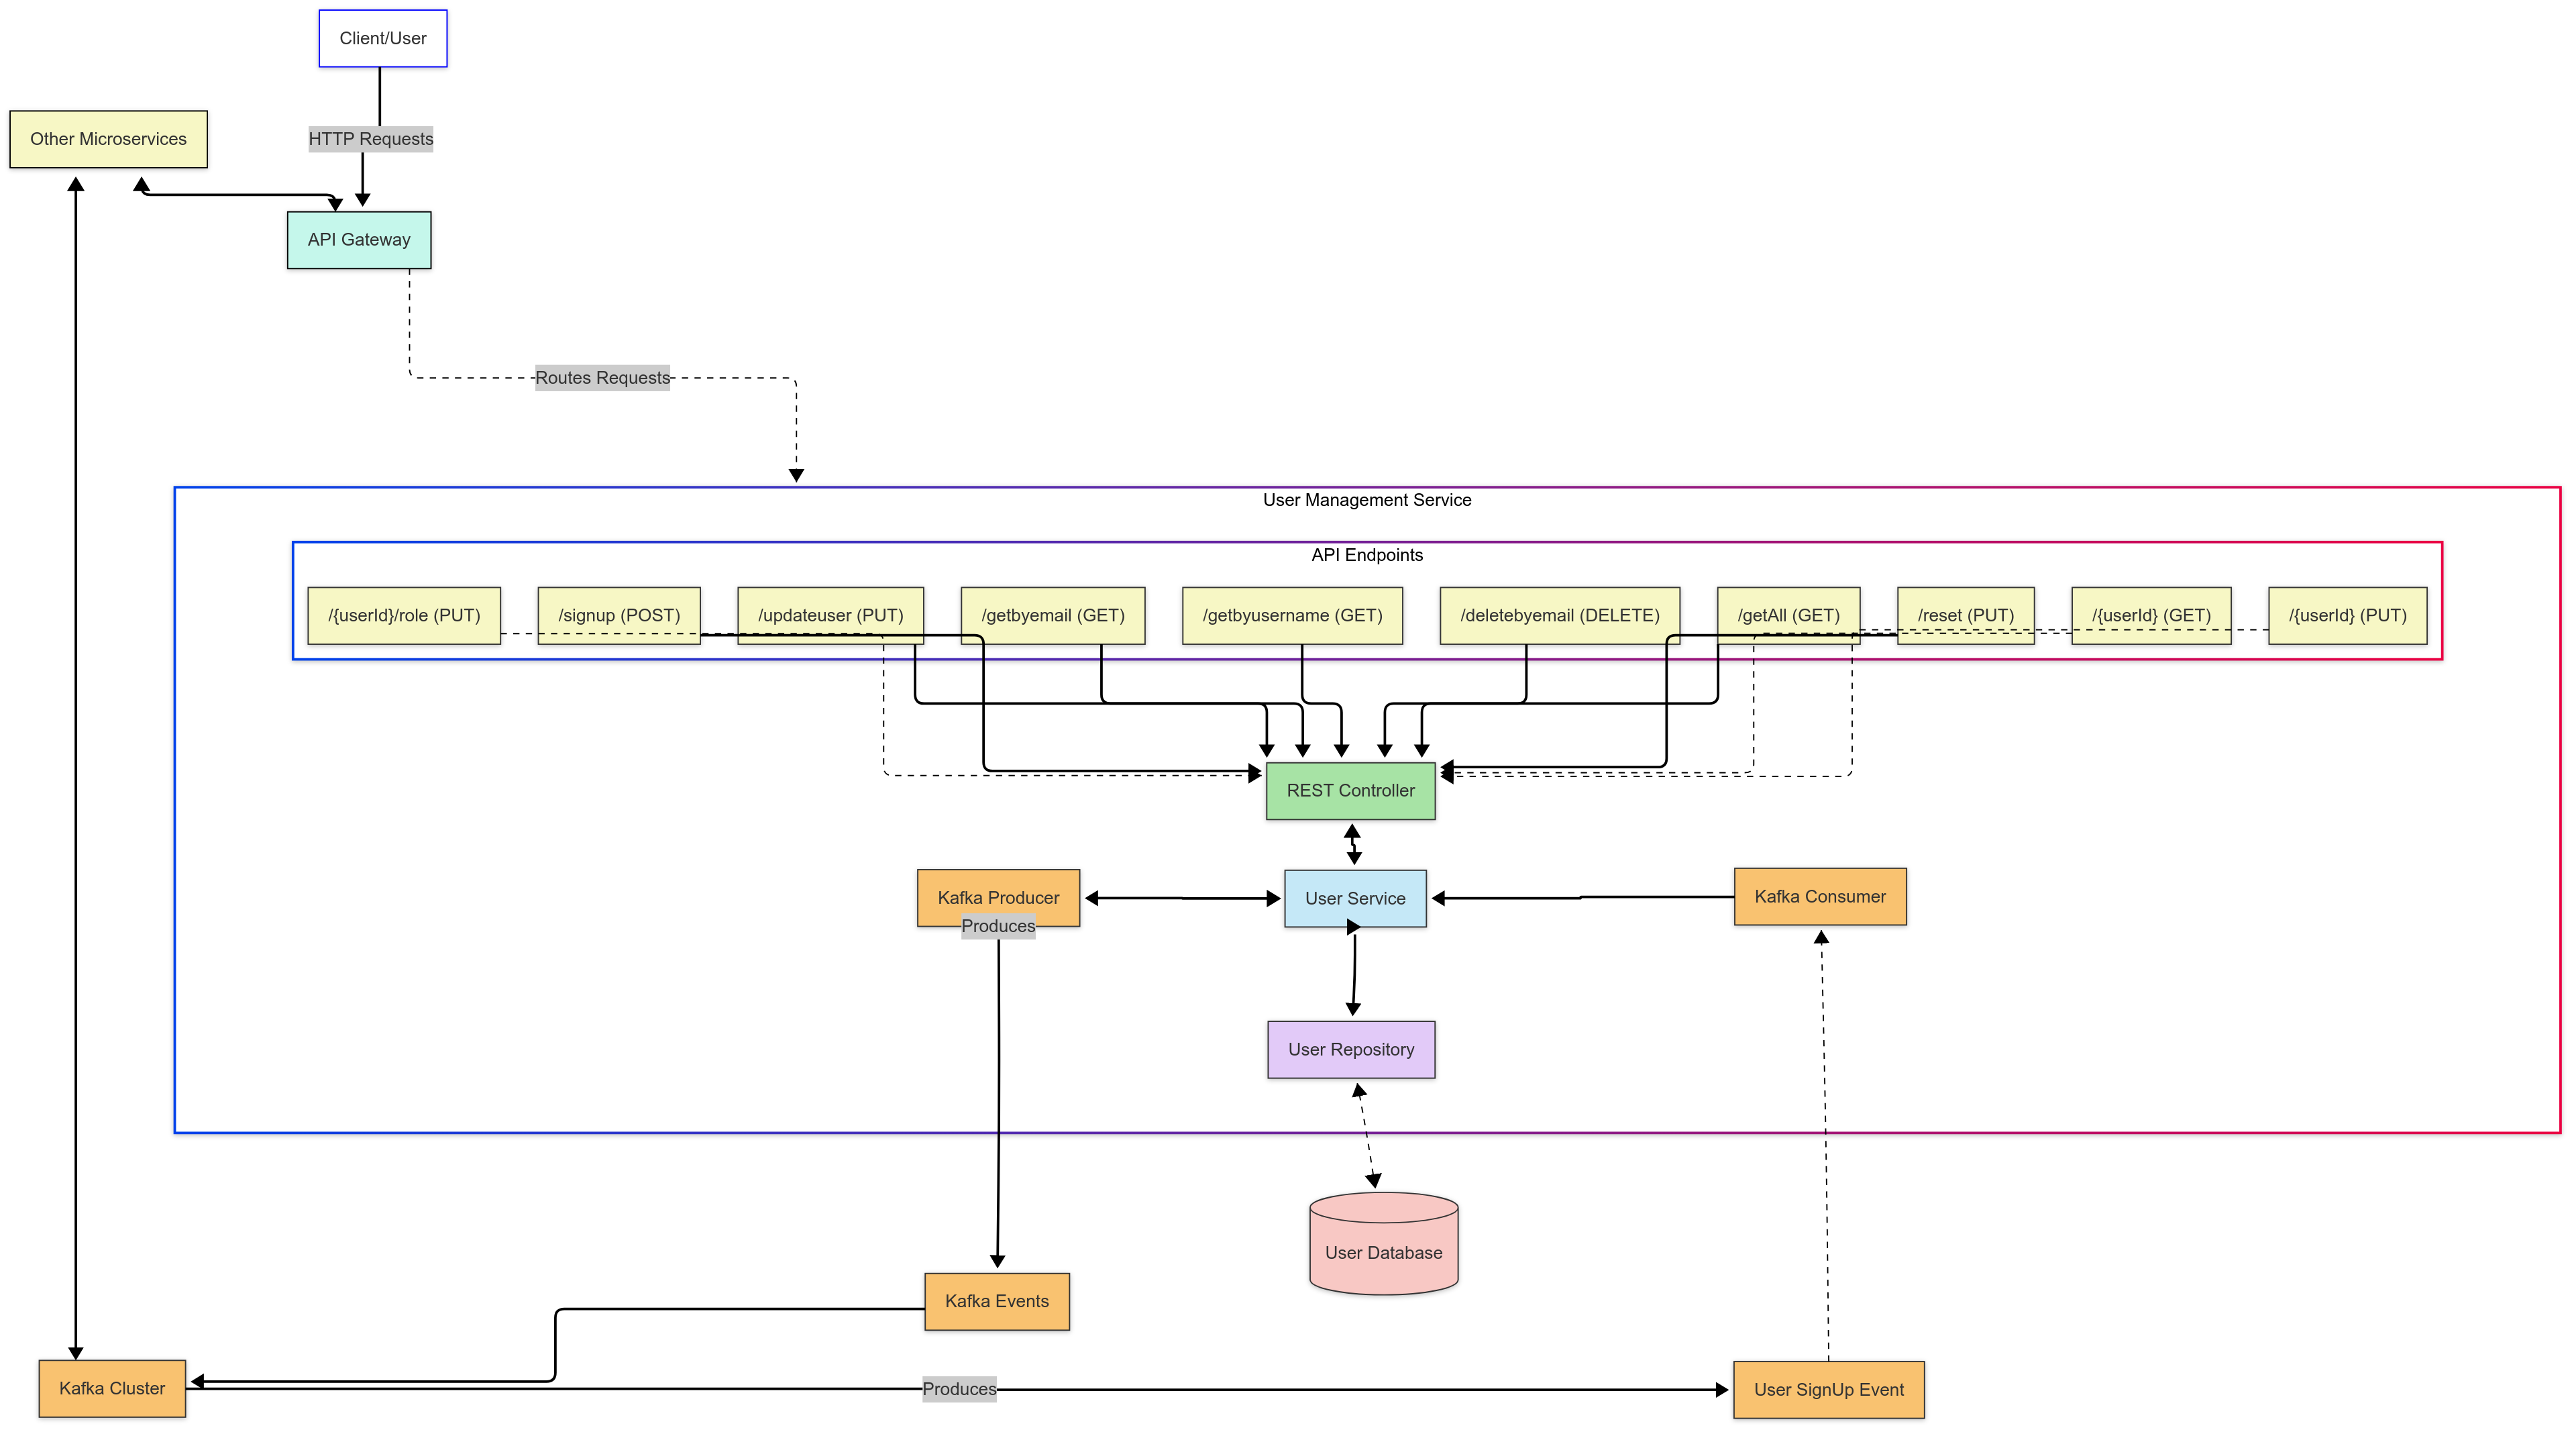 Client/User
Other Microservices
HTTP Requests
API Gateway
Routes Requests
User Management Service
API Endpoints
/{userId}/role (PUT)
/signup (POST)
/updateuser (PUT)
/getbyemail (GET)
/getbyusername (GET)
/deletebyemail (DELETE)
/getAll (GET)
/reset (PUT)
/{userId} (GET)
/{userId} (PUT)
REST Controller
Kafka Producer
User Service
Kafka Consumer
Produces
User Repository
User Database
Kafka Events
Kafka Cluster
Produces
User SignUp Event